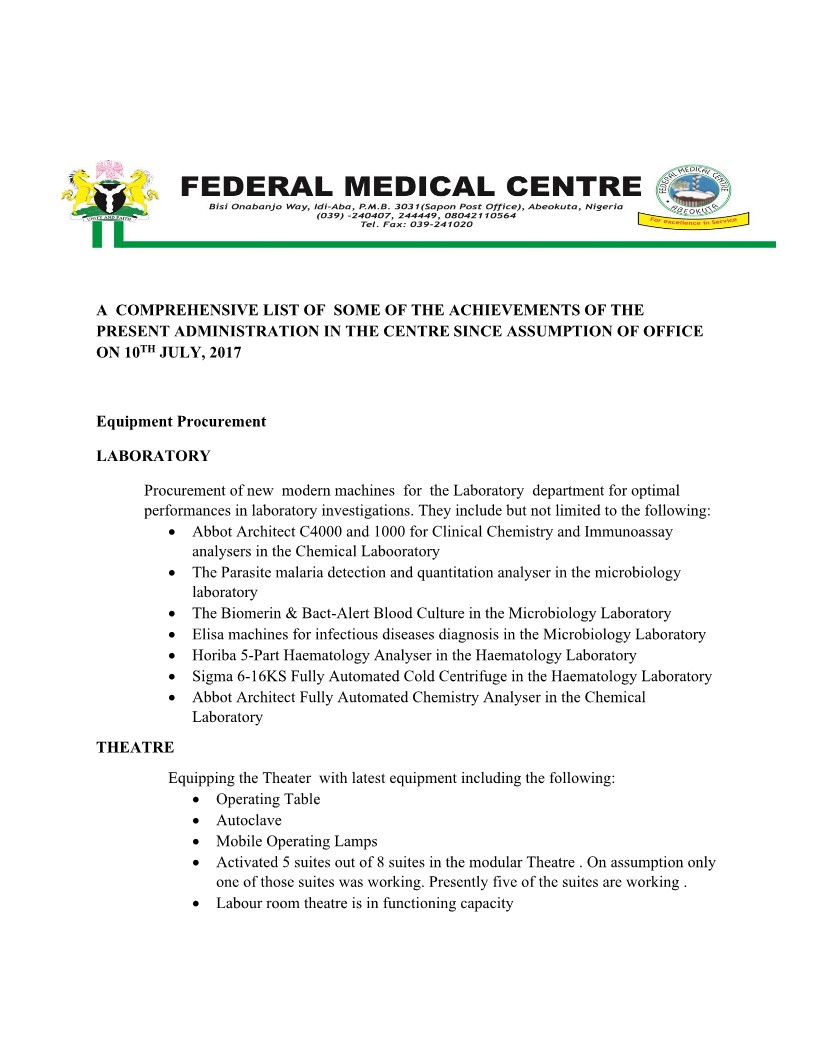 FEDERAL MEDICAL CENTRE
Bisi Onabanjo Way, Idi-Aba, P.M.B. 3031(Sapon Post Office), Abeokuta, Nigeria
(039) -240407, 244449, 08042110564
Tel. Fax: 039-241020
UNITY AND FAITH
FEDERAL MEDICAL CENTRE
• ABEOKUTA •
For excellence in Service
A COMPREHENSIVE LIST OF SOME OF THE ACHIEVEMENTS OF THE
PRESENT ADMINISTRATION IN THE CENTRE SINCE ASSUMPTION OF OFFICE
ON 10TH JULY, 2017
Equipment Procurement
LABORATORY
Procurement of new modern machines for the Laboratory department for optimal
performances in laboratory investigations. They include but not limited to the following:
• Abbot Architect C4000 and 1000 for Clinical Chemistry and Immunoassay
analysers in the Chemical Labooratory
• The Parasite malaria detection and quantitation analyser in the microbiology
laboratory
• The Biomerin & Bact-Alert Blood Culture in the Microbiology Laboratory
• Elisa machines for infectious diseases diagnosis in the Microbiology Laboratory
• Horiba 5-Part Haematology Analyser in the Haematology Laboratory
• Sigma 6-16KS Fully Automated Cold Centrifuge in the Haematology Laboratory
• Abbot Architect Fully Automated Chemistry Analyser in the Chemical
Laboratory
THEATRE
Equipping the Theater with latest equipment including the following:
• Operating Table
• Autoclave
• Mobile Operating Lamps
• Activated 5 suites out of 8 suites in the modular Theatre . On assumption only
one of those suites was working. Presently five of the suites are working .
• Labour room theatre is in functioning capacity